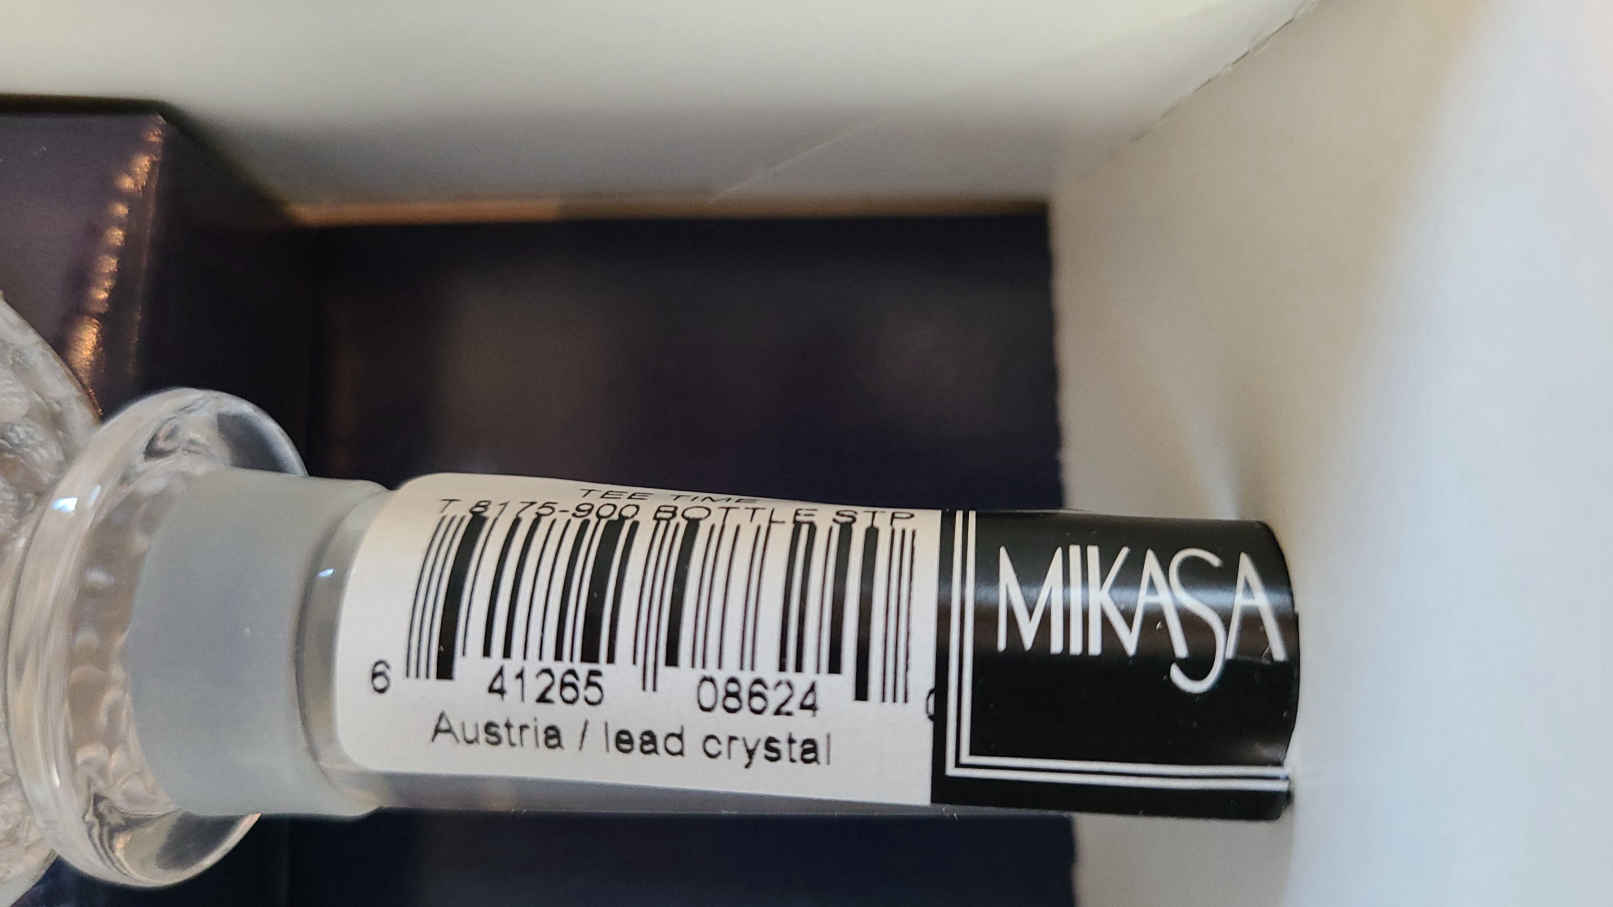 TEE TIME
T 8175-900 BOTTLE STP
6 41265 08624
Austria / lead crystal
MIKASA